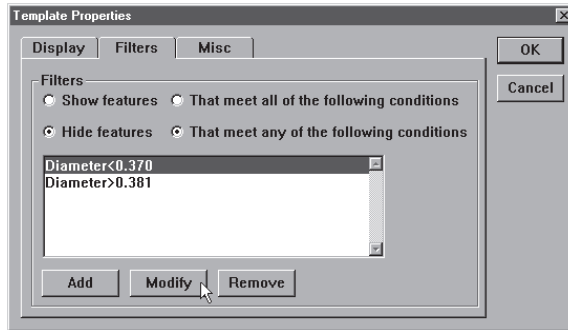 Template Properties
Display Filters Misc
OK
Cancel
Filters
Show features That meet all of the following conditions
Hide features That meet any of the following conditions
Diameter<0.370
Diameter>0.381
Add Modify Remove